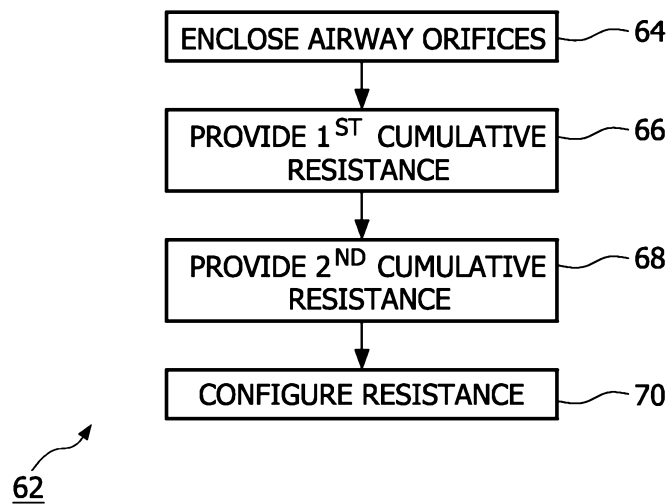 ENCLOSE AIRWAY ORIFICES
64
PROVIDE 1ST CUMULATIVE
RESISTANCE
66
PROVIDE 2ND CUMULATIVE
RESISTANCE
68
CONFIGURE RESISTANCE
70
62